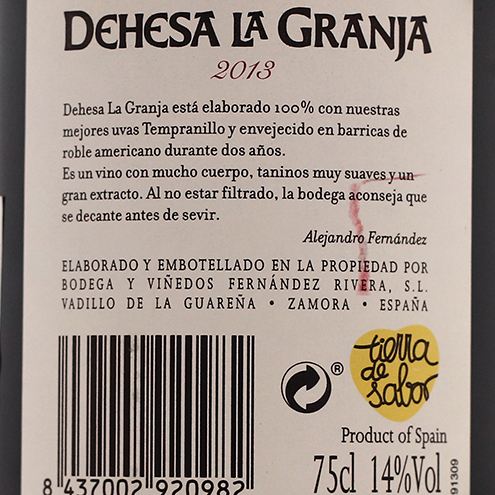 DEHESA LA GRANJA
2013
Dehesa La Granja está elaborado 100% con nuestras
mejores uvas Tempranillo y envejecido en barricas de
roble americano durante dos años.
Es un vino con mucho cuerpo, taninos muy suaves y un
gran extracto. Al no estar filtrado, la bodega aconseja que
se decante antes de sevir.
Alejandro Fernández
ELABORADO Y EMBOTELLADO EN LA PROPIEDAD POR
BODEGA Y VIÑEDOS FERNÁNDEZ RIVERA, S.L.
VADILLO DE LA GUAREÑA · ZAMORA · ESPAÑA
®
tierra
de
sabor
Product of Spain
75cl 14%Vol
8 437002 920982
91309